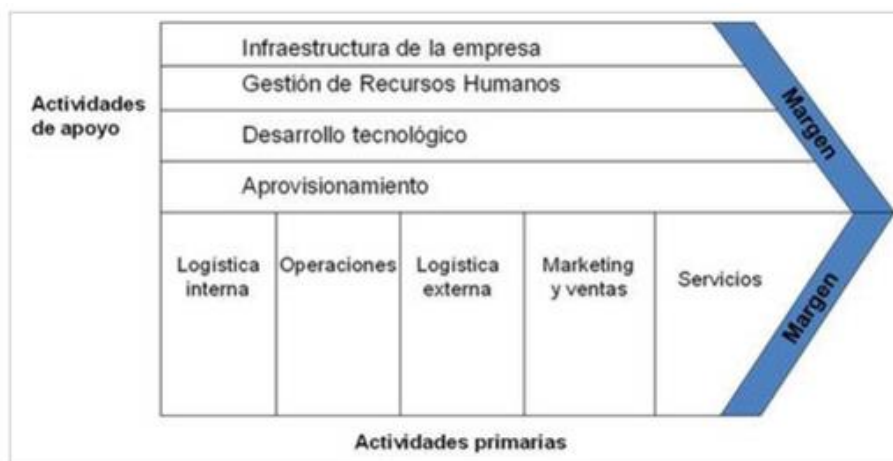 Infraestructura de la empresa
Gestión de Recursos Humanos
Actividades
de apoyo
Desarrollo tecnológico
Aprovisionamiento
Margen
Logística
interna
Operaciones
Logística
externa
Marketing
y ventas
Servicios
Margen
Actividades primarias